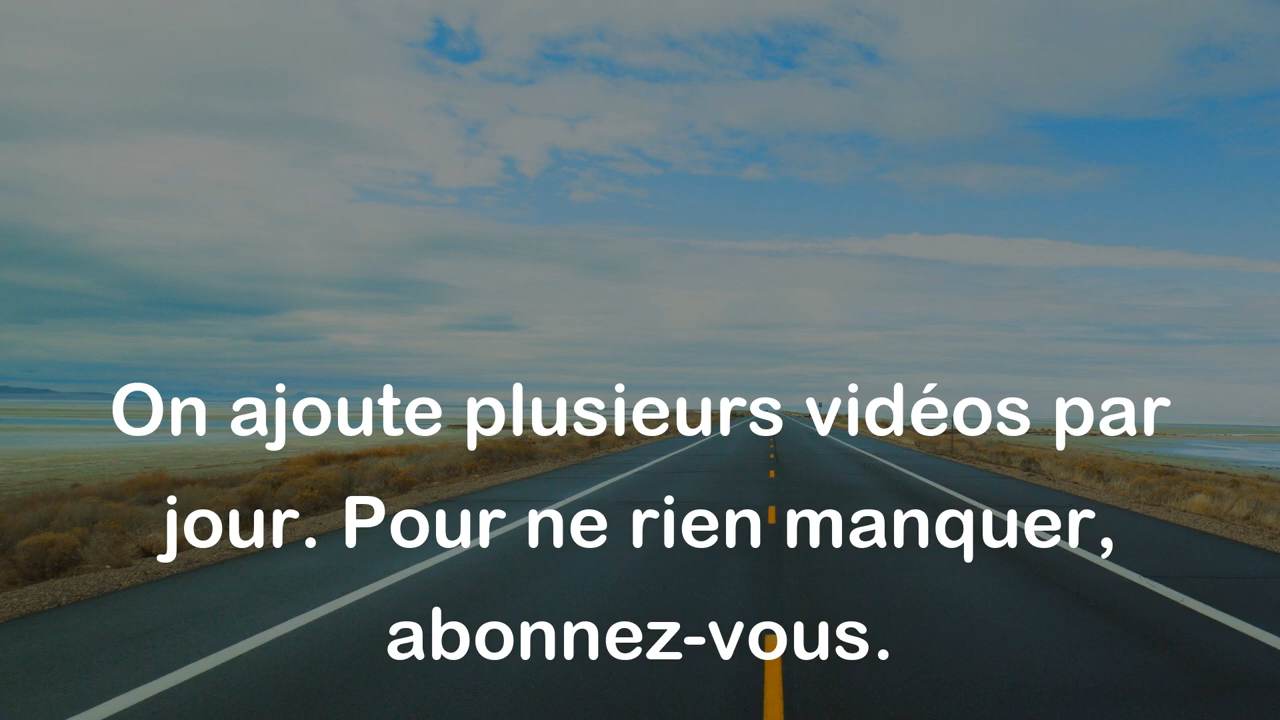 On ajoute plusieurs vidéos par
jour. Pour ne rien manquer,
abonnez-vous.